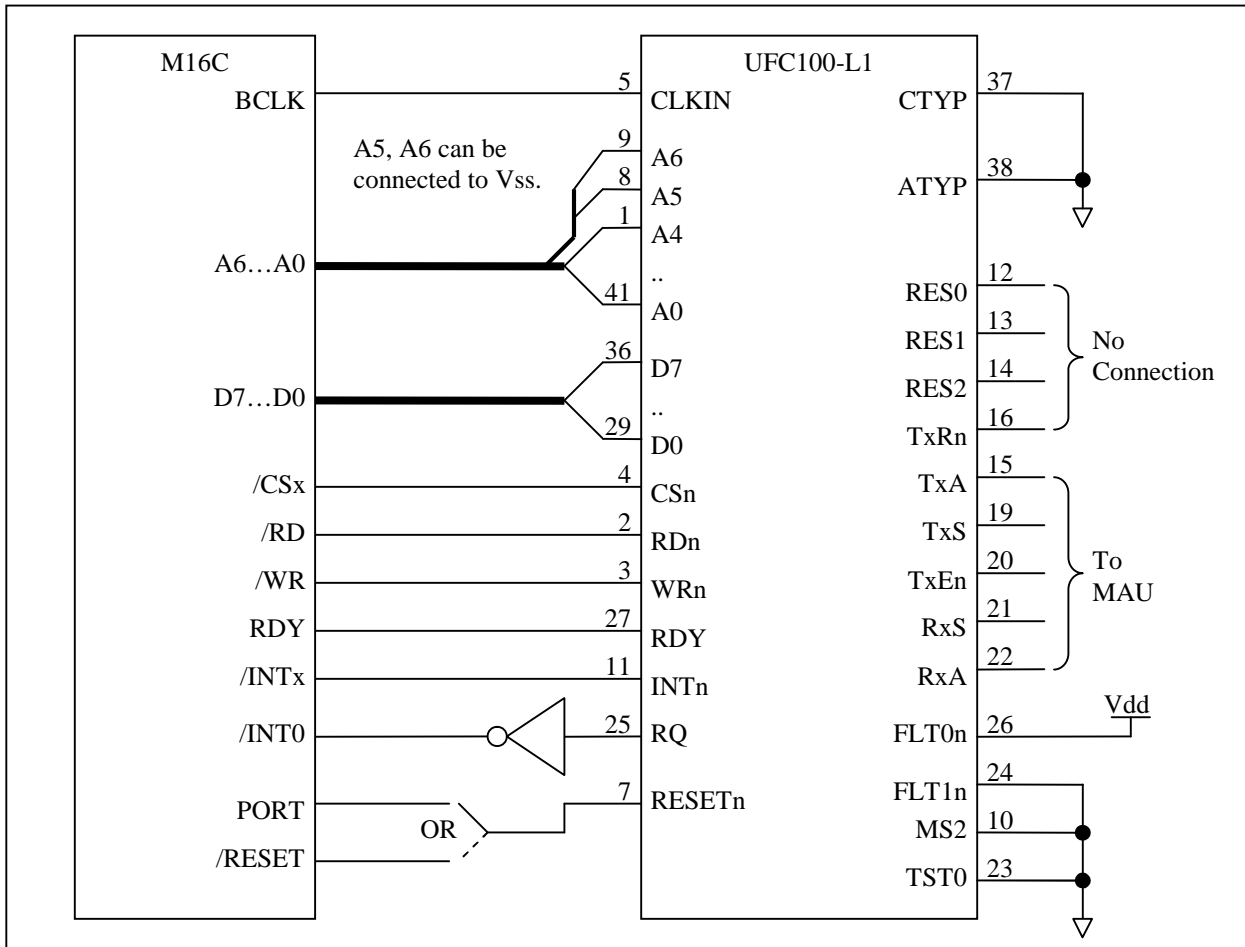 M16C
BCLK
A6…A0
D7…D0
/CSx
/RD
/WR
RDY
/INTx
/INT0
PORT
/RESET
A5, A6 can be
connected to Vss.
OR
UFC100-L1
5 CLKIN
9 A6
8 A5
1 A4
..
41 A0
36 D7
..
29 D0
4 CSn
2 RDn
3 WRn
27 RDY
11 INTn
25 RQ
7 RESETn
CTYP 37
ATYP 38
RES0 12
RES1 13
RES2 14
TxRn 16
No
Connection
TxA 15
TxS 19
TxEn 20
RxS 21
RxA 22
To
MAU
Vdd
FLT0n 26
FLT1n 24
MS2 10
TST0 23